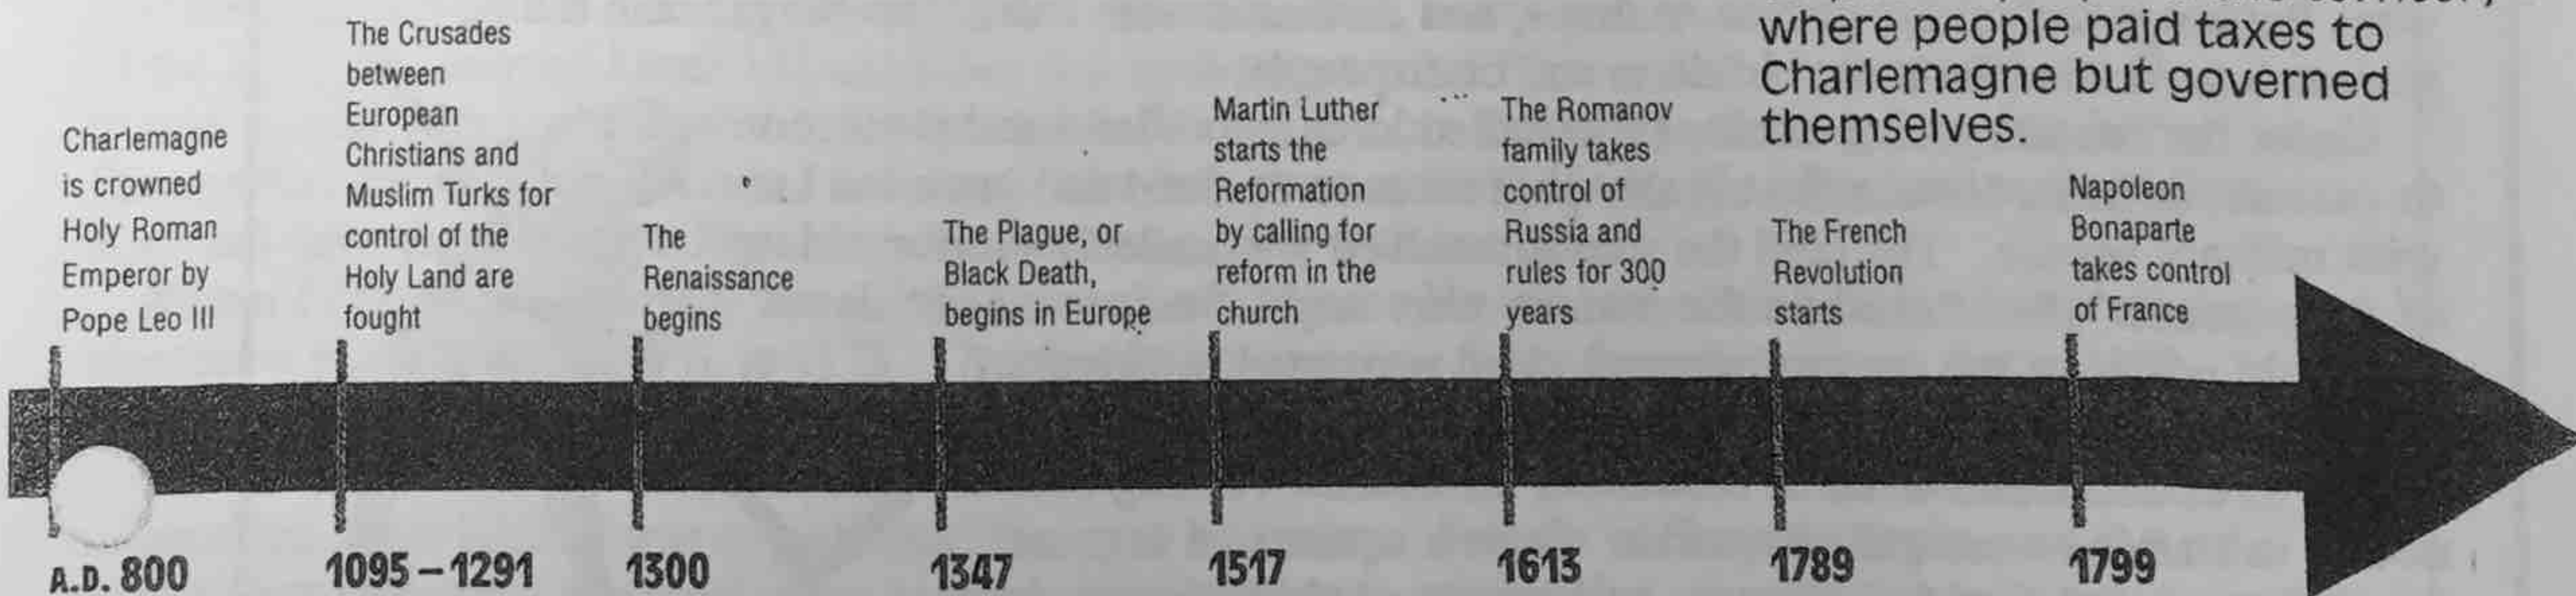 where people paid taxes to
Charlemagne but governed
themselves.
Charlemagne
is crowned
Holy Roman
Emperor by
Pope Leo III
The Crusades
between
European
Christians and
Muslim Turks for
control of the
Holy Land are
fought
The
Renaissance
begins
The Plague, or
Black Death,
begins in Europe
Martin Luther
starts the
Reformation
by calling for
reform in the
church
The Romanov
family takes
control of
Russia and
rules for 300
years
The French
Revolution
starts
Napoleon
Bonaparte
takes control
of France
A.D. 800
1095–1291
1300
1347
1517
1613
1789
1799